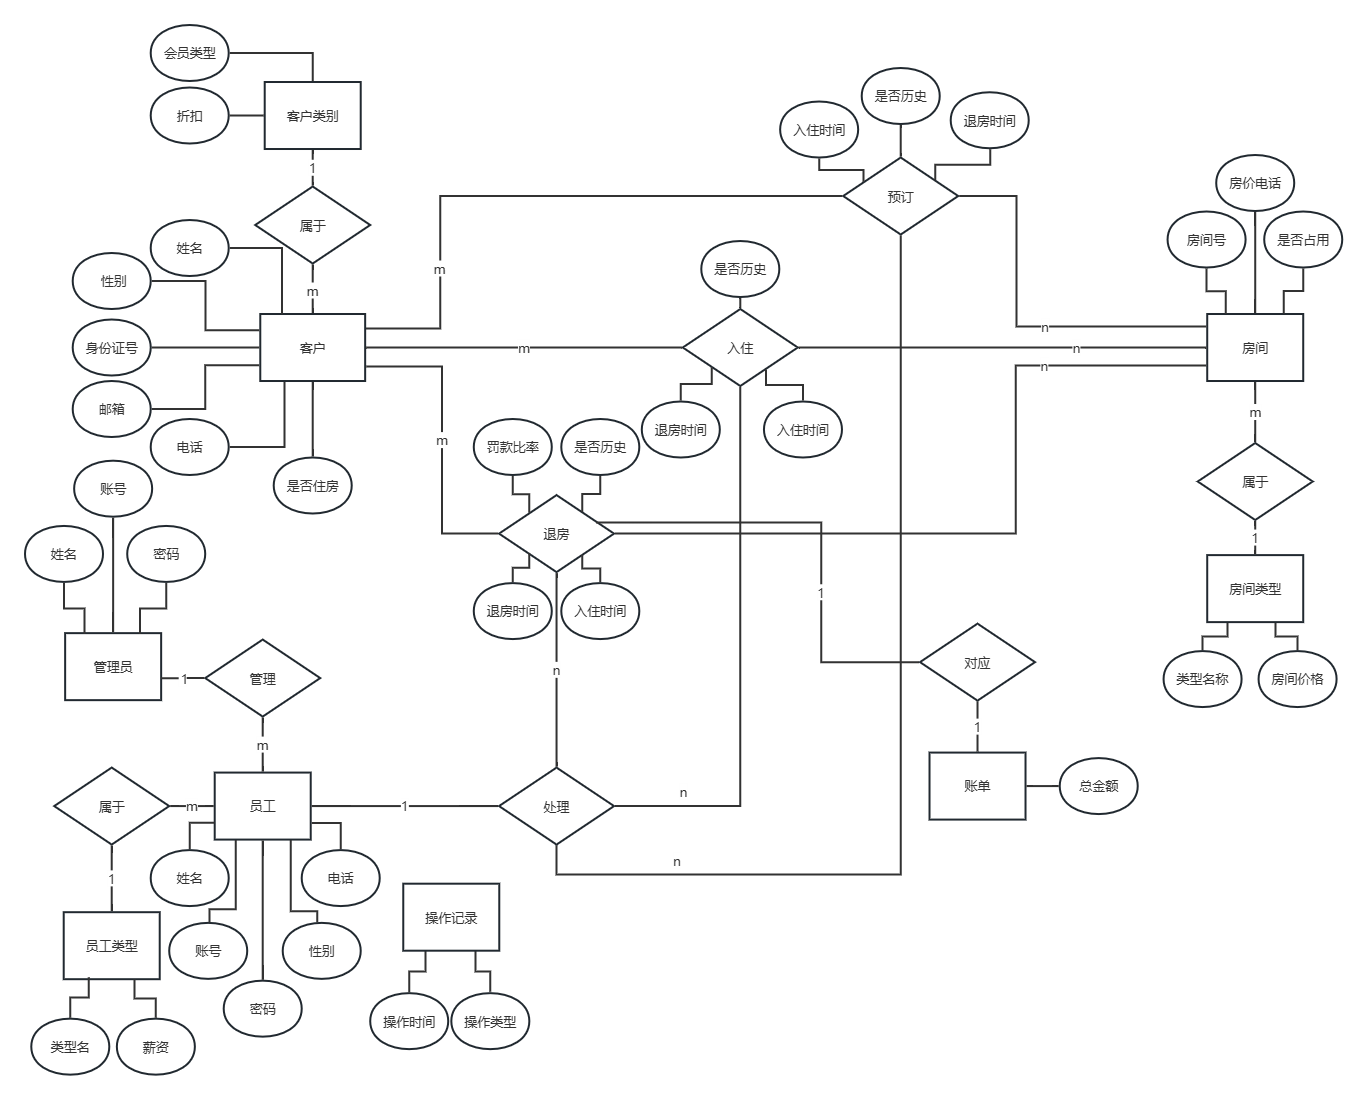 会员类型
折扣
客户类别
1
属于
m
姓名
性别
身份证号
邮箱
电话
客户
是否住房
m
m
m
入住时间
是否历史
退房时间
预订
是否历史
入住
退房时间
入住时间
n
n
n
房价电话
房间号
是否占用
房间
m
属于
1
房间类型
类型名称
房间价格
罚款比率
是否历史
退房
退房时间
入住时间
1
对应
1
账单
总金额
账号
姓名
密码
管理员
1
管理
m
n
属于
m
员工
1
处理
n
n
1
姓名
电话
账号
性别
密码
员工类型
类型名
薪资
操作记录
操作时间
操作类型